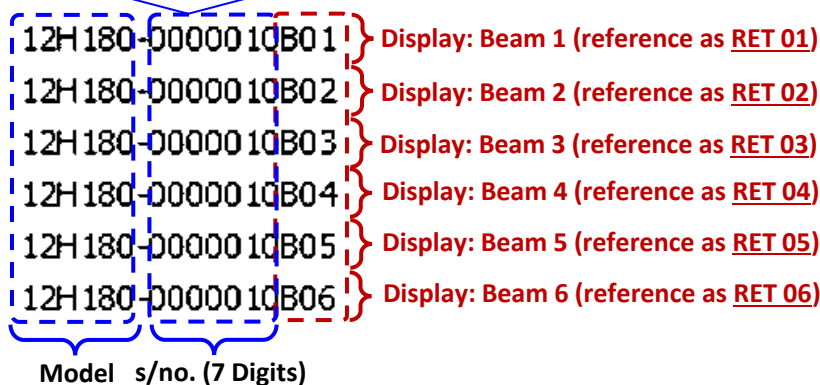 12H180-0000010B01 Display: Beam 1 (reference as RET 01)
12H180-0000010B02 Display: Beam 2 (reference as RET 02)
12H180-0000010B03 Display: Beam 3 (reference as RET 03)
12H180-0000010B04 Display: Beam 4 (reference as RET 04)
12H180-0000010B05 Display: Beam 5 (reference as RET 05)
12H180-0000010B06 Display: Beam 6 (reference as RET 06)
Model s/no. (7 Digits)